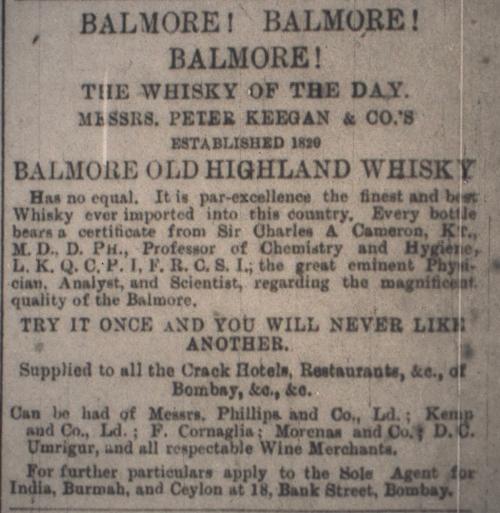 BALMORE! BALMORE!
BALMORE!
THE WHISKY OF THE DAY.
MESSRS. PETER KEEGAN & CO.'S
ESTABLISHED 1820
BALMORE OLD HIGHLAND WHISKY
Has no equal. It is par-excellence the finest and best
Whisky ever imported into this country. Every bottle
bears a certificate from Sir Charles A Cameron, KT.,
M. D., D. PH., Professor of Chemistry and Hygiene,
L. K. Q. C. P. I, F. R. C. S. I.; the great eminent Physi-
cian, Analyst, and Scientist, regarding the magnificent
quality of the Balmore.
TRY IT ONCE AND YOU WILL NEVER LIKE
ANOTHER.
Supplied to all the Crack Hotels, Restaurants, &c., of
Bombay, &c., &c.
Can be had of Messrs. Phillips and Co., Ld.; Kemp
and Co., Ld.; F. Cornaglia; Morenas and Co.; D. C.
Umrigur, and all respectable Wine Merchants.
For further particulars apply to the Sole Agent for
India, Burmah, and Ceylon at 18, Bank Street, Bombay.